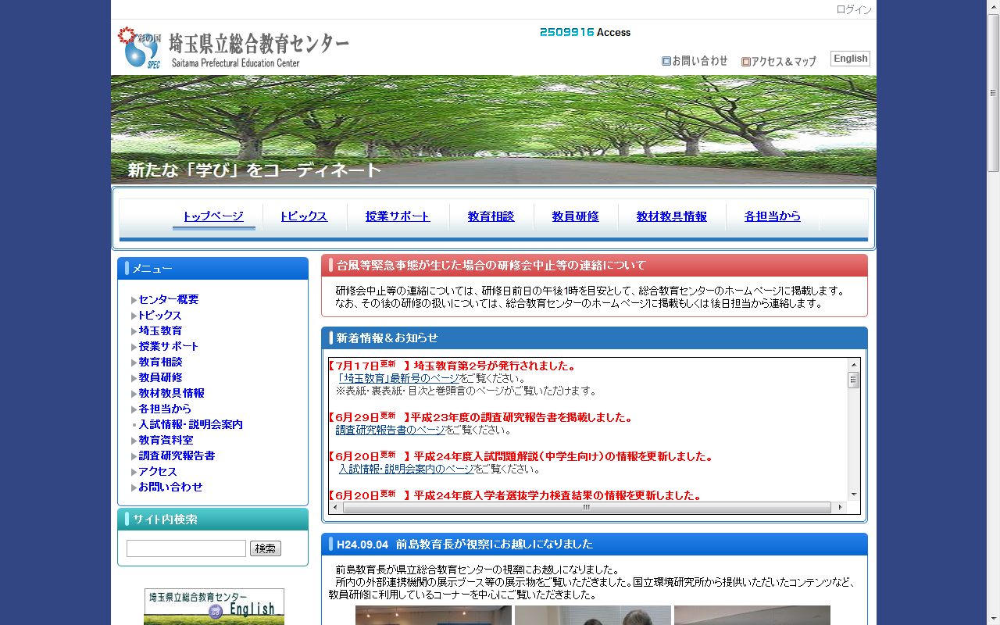 ログイン
彩の国
SPEC
埼玉県立総合教育センター
Saitama Prefectural Education Center
2509916 Access
お問い合わせ
アクセス&マップ
English
新たな「学び」をコーディネート
トップページ
トピックス
授業サポート
教育相談
教員研修
教材教具情報
各担当から
メニュー
センター概要
トピックス
埼玉教育
授業サポート
教育相談
教員研修
教材教具情報
各担当から
入試情報・説明会案内
教育資料室
調査研究報告書
アクセス
お問い合わせ
サイト内検索
検索
埼玉県立総合教育センター
GO English
台風等緊急事態が生じた場合の研修会中止等の連絡について
研修会中止等の連絡については、研修日前日の午後1時を目安として、総合教育センターのホームページに掲載します。
なお、その後の研修の扱いについては、総合教育センターのホームページに掲載もしくは後日担当から連絡します。
新着情報&お知らせ
【7月17日更新 】 埼玉教育第2号が発行されました。
「埼玉教育」最新号のページをご覧ください。
※表紙・裏表紙・目次と巻頭言のページがご覧いただけます。
【6月29日更新 】平成23年度の調査研究報告書を掲載しました。
調査研究報告書のページをご覧ください。
【6月20日更新 】 平成24年度入試問題解説(中学生向け)の情報を更新しました。
入試情報・説明会案内のページをご覧ください。
【6月20日更新 】 平成24年度入学者選抜学力検査結果の情報を更新しました。
H24.09.04 前島教育長が視察にお越しになりました
前島教育長が県立総合教育センターの視察にお越しになりました。
所内の外部連携機関の展示ブース等の展示物をご覧いただきました。国立環境研究所から提供いただいたコンテンツなど、
教員研修に利用しているコーナーを中心にご覧いただきました。